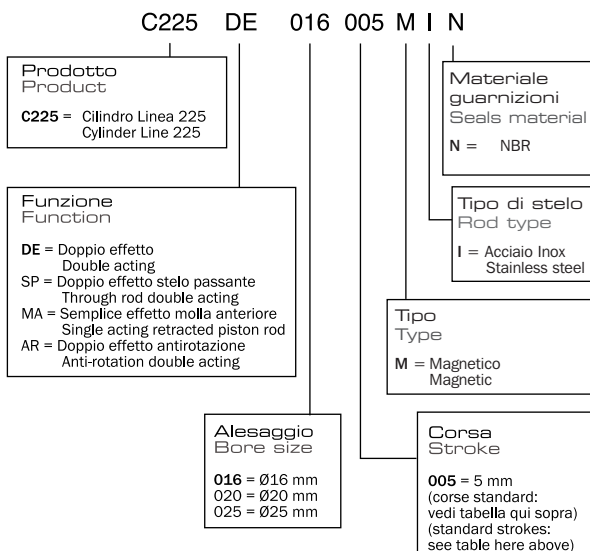 C225 DE 016 005 M I N
Prodotto
Product
C225 = Cilindro Linea 225
Cylinder Line 225
Materiale
guarnizioni
Seals material
N = NBR
Funzione
Function
DE = Doppio effetto
Double acting
SP = Doppio effetto stelo passante
Through rod double acting
MA = Semplice effetto molla anteriore
Single acting retracted piston rod
AR = Doppio effetto antirotazione
Anti-rotation double acting
Tipo di stelo
Rod type
I = Acciaio Inox
Stainless steel
Tipo
Type
M = Magnetico
Magnetic
Alesaggio
Bore size
016 = Ø16 mm
020 = Ø20 mm
025 = Ø25 mm
Corsa
Stroke
005 = 5 mm
(corse standard:
vedi tabella qui sopra)
(standard strokes:
see table here above)